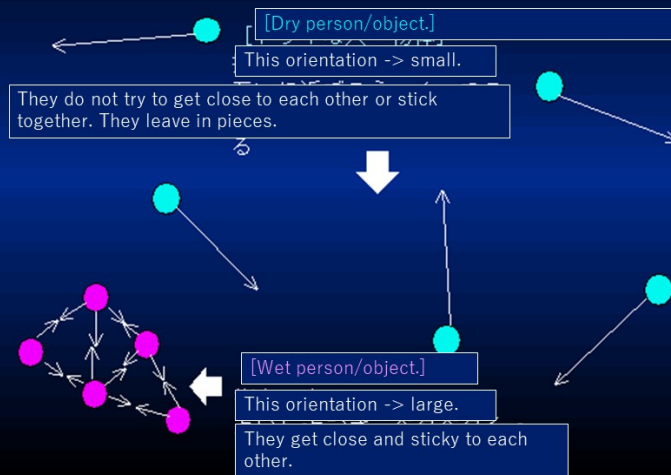 [Dry person/object.]
This orientation -> small.
They do not try to get close to each other or stick
together. They leave in pieces.
る
[Wet person/object.]
This orientation -> large.
They get close and sticky to each
other.